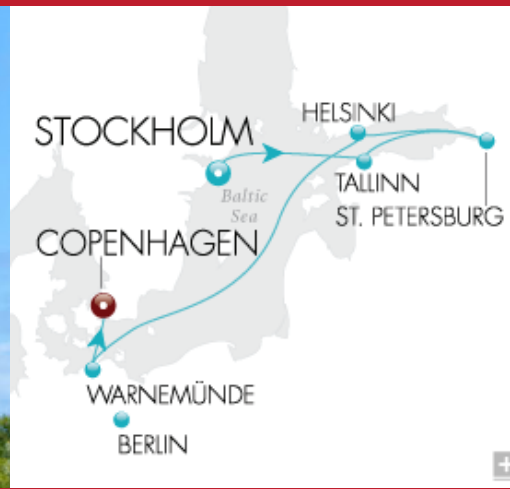 HELSINKI
STOCKHOLM
TALLINN
Baltic
Sea
ST. PETERSBURG
COPENHAGEN
WARNEMÜNDE
BERLIN